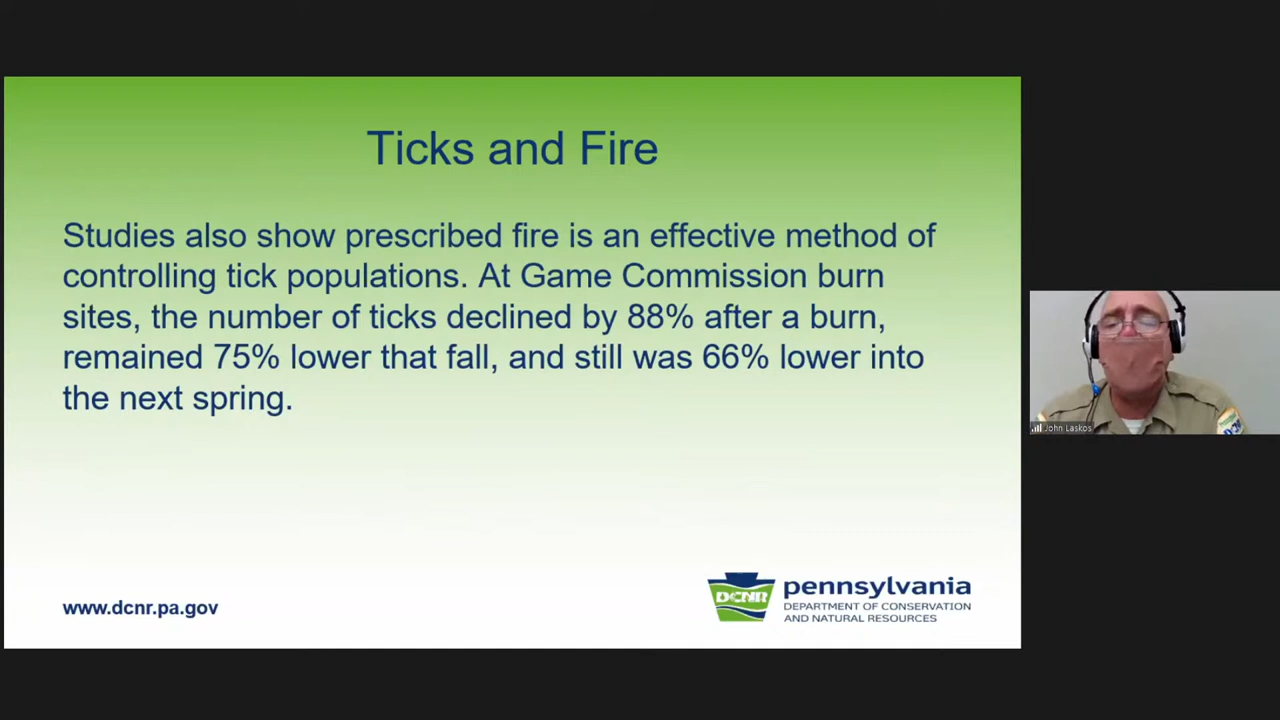 Ticks and Fire
Studies also show prescribed fire is an effective method of
controlling tick populations. At Game Commission burn
sites, the number of ticks declined by 88% after a burn,
remained 75% lower that fall, and still was 66% lower into
the next spring.
John Laskos
www.dcnr.pa.gov
DCNR
pennsylvania
DEPARTMENT OF CONSERVATION
AND NATURAL RESOURCES